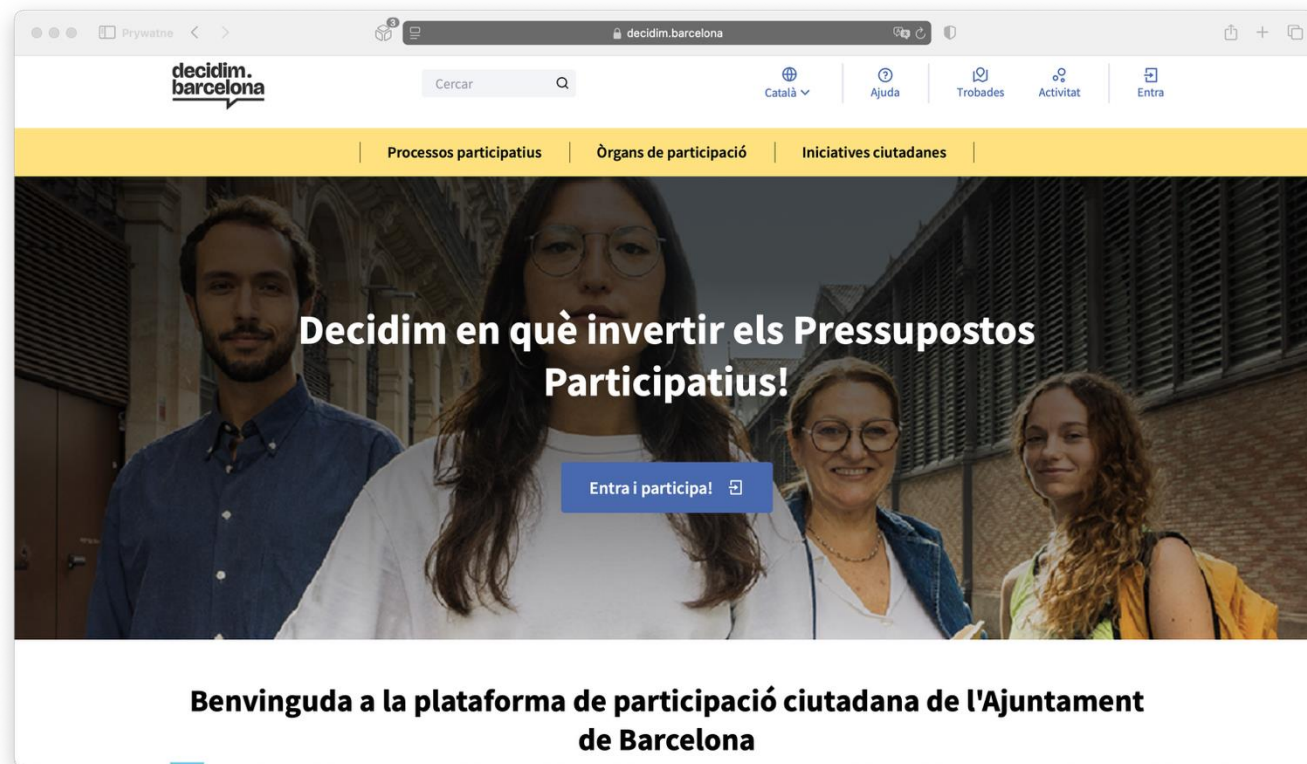 Prywatne
3
decidim.barcelona
decidim.
barcelona
Cercar
Català
Ajuda
Trobades
Activitat
Entra
Processos participatius
Òrgans de participació
Iniciatives ciutadanes
Decidim en què invertir els Pressupostos
Participatius!
Entra i participa!
Benvinguda a la plataforma de participació ciutadana de l'Ajuntament
de Barcelona